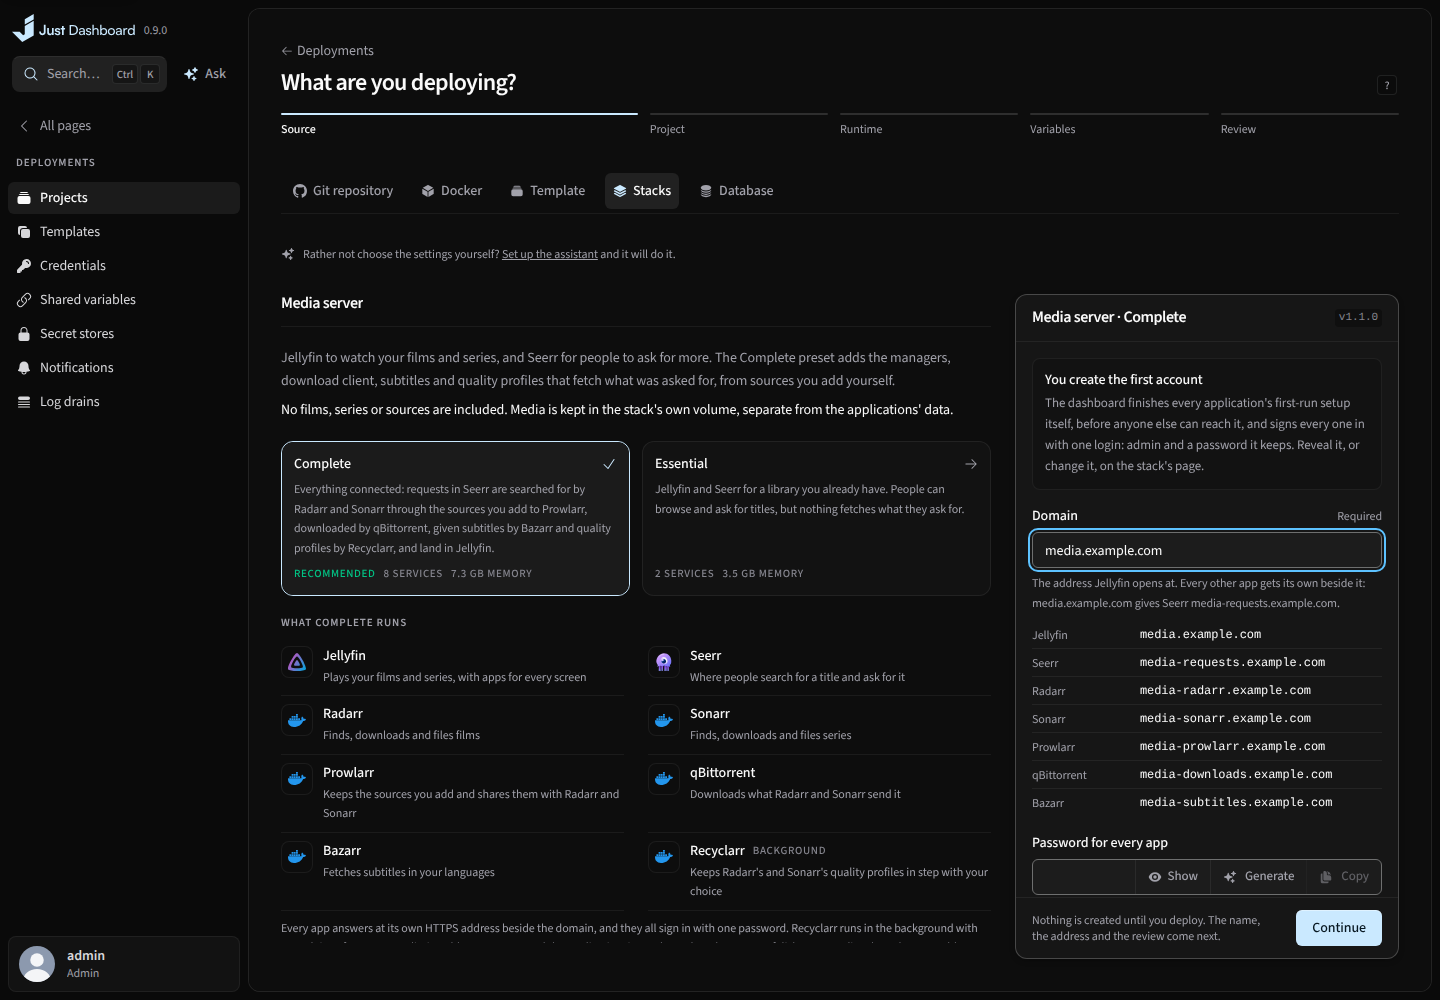 Just Dashboard 0.9.0
Search... Ctrl K
Ask
All pages
DEPLOYMENTS
Projects
Templates
Credentials
Shared variables
Secret stores
Notifications
Log drains
admin
Admin
← Deployments
What are you deploying?
?
Source
Project
Runtime
Variables
Review
Git repository
Docker
Template
Stacks
Database
Rather not choose the settings yourself? Set up the assistant and it will do it.
Media server
Jellyfin to watch your films and series, and Seerr for people to ask for more. The Complete preset adds the managers,
download client, subtitles and quality profiles that fetch what was asked for, from sources you add yourself.
No films, series or sources are included. Media is kept in the stack's own volume, separate from the applications' data.
Complete
Everything connected: requests in Seerr are searched for by
Radarr and Sonarr through the sources you add to Prowlarr,
downloaded by qBittorrent, given subtitles by Bazarr and quality
profiles by Recyclarr, and land in Jellyfin.
RECOMMENDED 8 SERVICES 7.3 GB MEMORY
Essential
Jellyfin and Seerr for a library you already have. People can
browse and ask for titles, but nothing fetches what they ask for.
2 SERVICES 3.5 GB MEMORY
WHAT COMPLETE RUNS
Jellyfin
Plays your films and series, with apps for every screen
Seerr
Where people search for a title and ask for it
Radarr
Finds, downloads and files films
Sonarr
Finds, downloads and files series
Prowlarr
Keeps the sources you add and shares them with Radarr and
Sonarr
qBittorrent
Downloads what Radarr and Sonarr send it
Bazarr
Fetches subtitles in your languages
Recyclarr BACKGROUND
Keeps Radarr's and Sonarr's quality profiles in step with your
choice
Every app answers at its own HTTPS address beside the domain, and they all sign in with one password. Recyclarr runs in the background with
Media server · Complete
v1.1.0
You create the first account
The dashboard finishes every application's first-run setup
itself, before anyone else can reach it, and signs every one in
with one login: admin and a password it keeps. Reveal it, or
change it, on the stack's page.
Domain
Required
media.example.com
The address Jellyfin opens at. Every other app gets its own beside it:
media.example.com gives Seerr media-requests.example.com.
Jellyfin media.example.com
Seerr media-requests.example.com
Radarr media-radarr.example.com
Sonarr media-sonarr.example.com
Prowlarr media-prowlarr.example.com
qBittorrent media-downloads.example.com
Bazarr media-subtitles.example.com
Password for every app
Show
Generate
Copy
Nothing is created until you deploy. The name,
the address and the review come next.
Continue